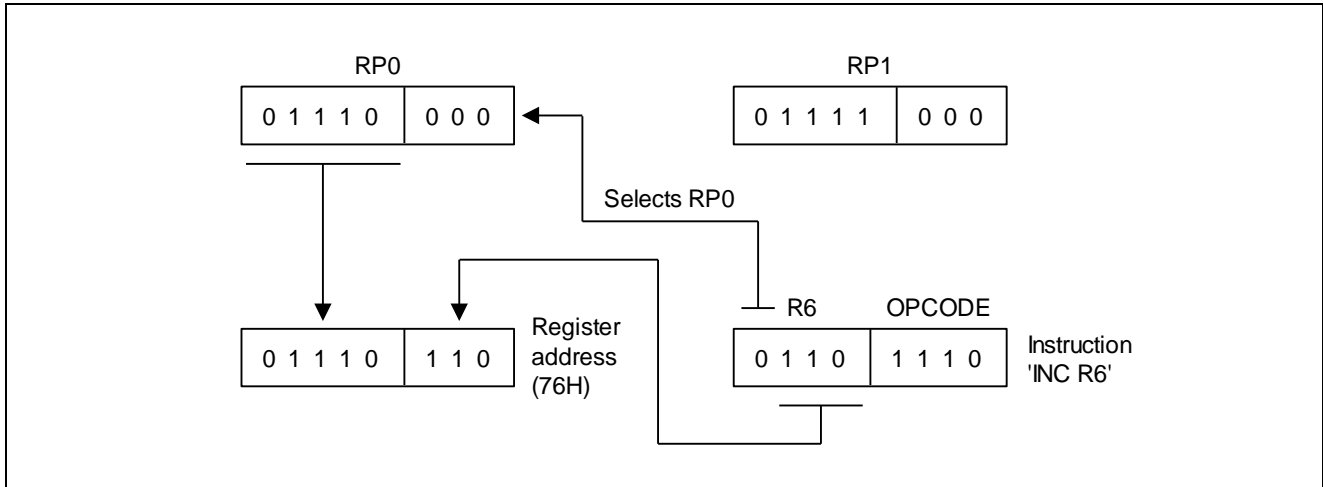 RP0
RP1
0 1 1 1 0 0 0 0
0 1 1 1 1 0 0 0
Selects RP0
R6 OPCODE
0 1 1 1 0 1 1 0
Register
address
(76H)
0 1 1 0 1 1 1 0
Instruction
'INC R6'